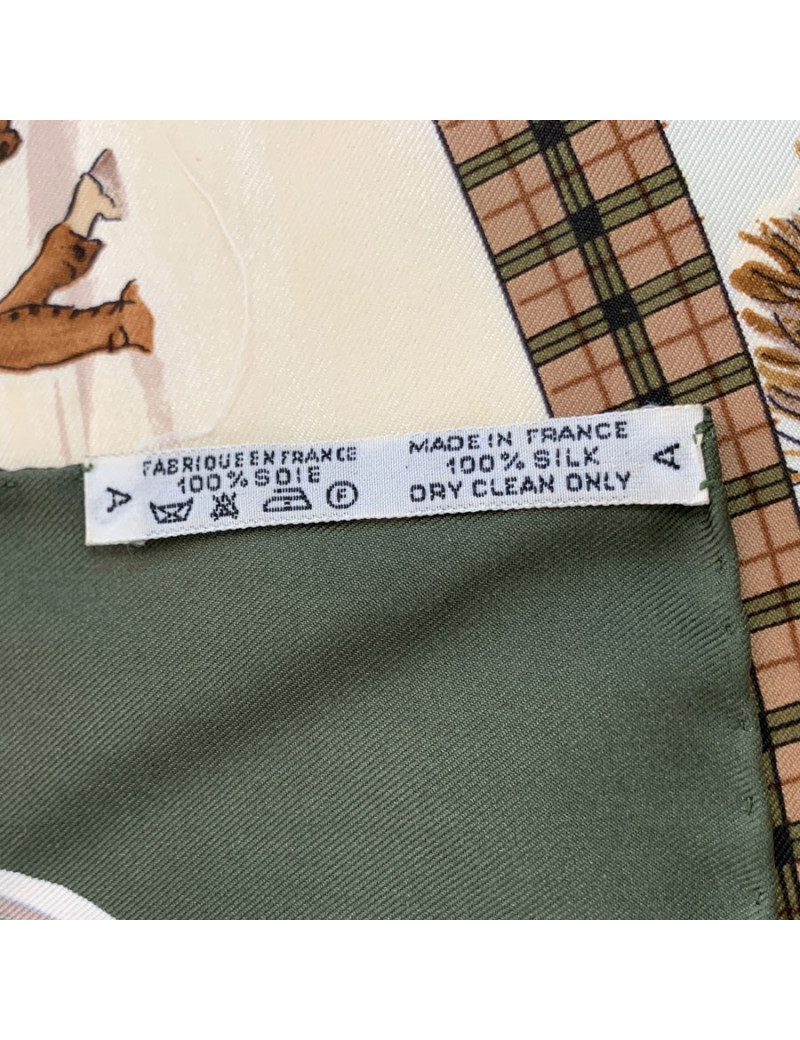 A
FABRIQUE EN FRANCE
100% SOIE
F
MADE IN FRANCE
100% SILK
DRY CLEAN ONLY
A